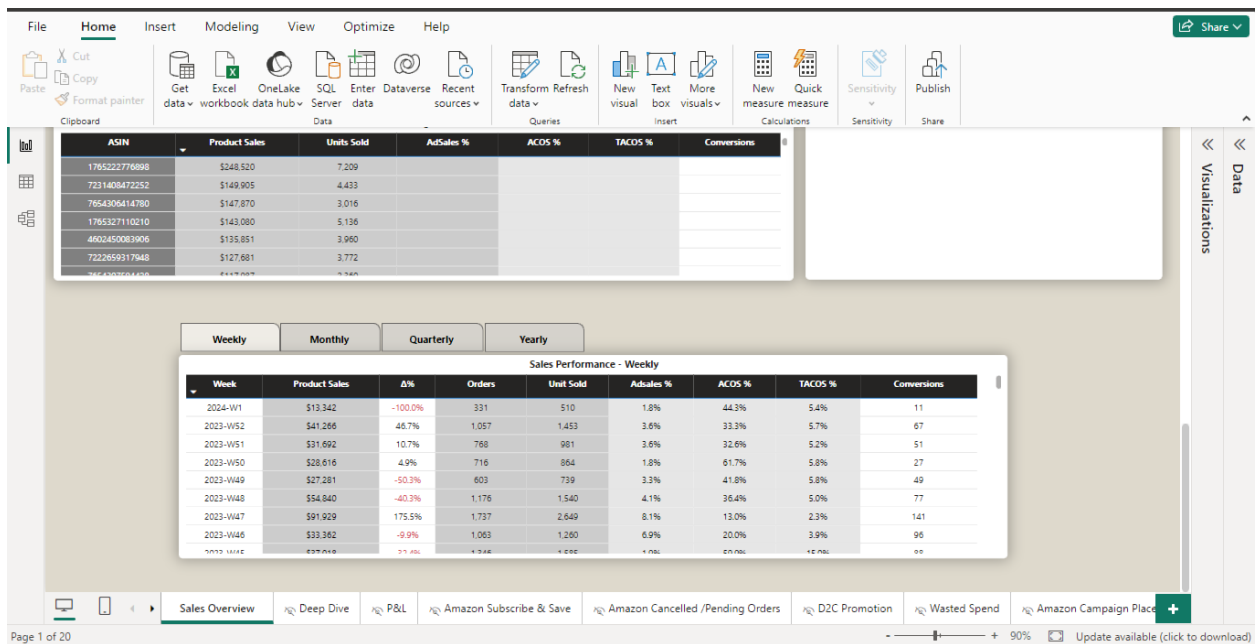 File Home Insert Modeling View Optimize Help Share
Paste
Cut
Copy
Format painter
Clipboard
Get data
Excel workbook
OneLake data hub
SQL Server
Enter data
Dataverse
Recent sources
Data
Transform data
Refresh
Queries
New visual
Text box
More visuals
Insert
New measure
Quick measure
Calculations
Sensitivity
Sensitivity
Publish
Share
ASIN Product Sales Units Sold AdSales % ACOS % TACOS % Conversions
1765222776898 $248,520 7,209
7231408472252 $149,905 4,433
7654306414780 $147,870 3,016
1765327110210 $143,080 5,136
4602450083906 $135,851 3,960
7222659317948 $127,681 3,772
Visualizations
Data
Weekly Monthly Quarterly Yearly
Sales Performance - Weekly
Week Product Sales Δ% Orders Unit Sold Adsales % ACOS % TACOS % Conversions
2024-W1 $13,342 -100.0% 331 510 1.8% 44.3% 5.4% 11
2023-W52 $41,266 46.7% 1,057 1,453 3.6% 33.3% 5.7% 67
2023-W51 $31,692 10.7% 768 981 3.6% 32.6% 5.2% 51
2023-W50 $28,616 4.9% 716 864 1.8% 61.7% 5.8% 27
2023-W49 $27,281 -50.3% 603 739 3.3% 41.8% 5.8% 49
2023-W48 $54,840 -40.3% 1,176 1,540 4.1% 36.4% 5.0% 77
2023-W47 $91,929 175.5% 1,737 2,649 8.1% 13.0% 2.3% 141
2023-W46 $33,362 -9.9% 1,063 1,260 6.9% 20.0% 3.9% 96
Sales Overview Deep Dive P&L Amazon Subscribe & Save Amazon Cancelled /Pending Orders D2C Promotion Wasted Spend Amazon Campaign Place
Page 1 of 20 - + 90% Update available (click to download)